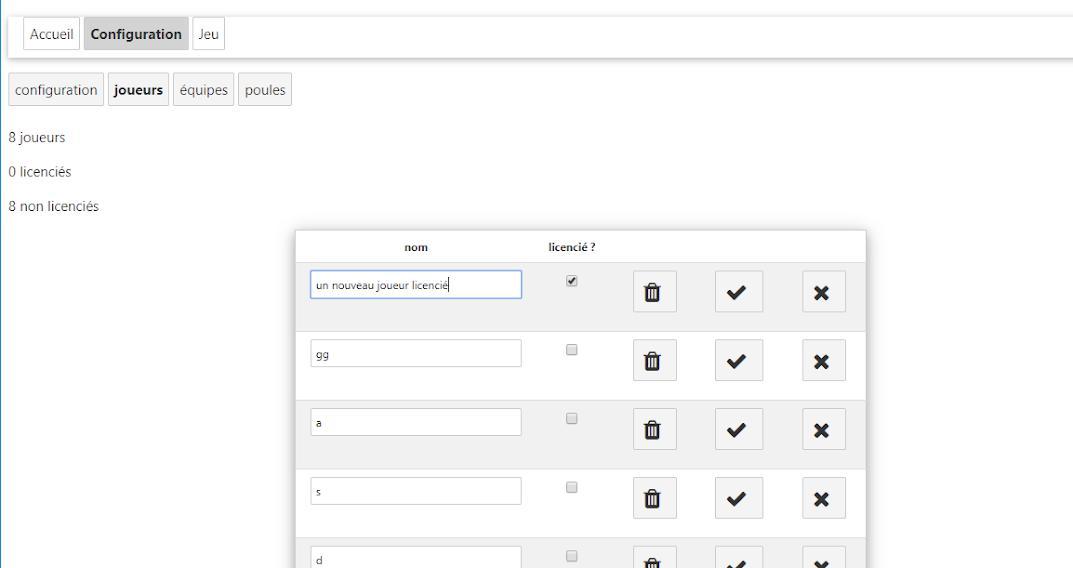 Accueil Configuration Jeu
configuration joueurs équipes poules
8 joueurs
0 licenciés
8 non licenciés
nom licencié ?
un nouveau joueur licencié
gg
a
s
d